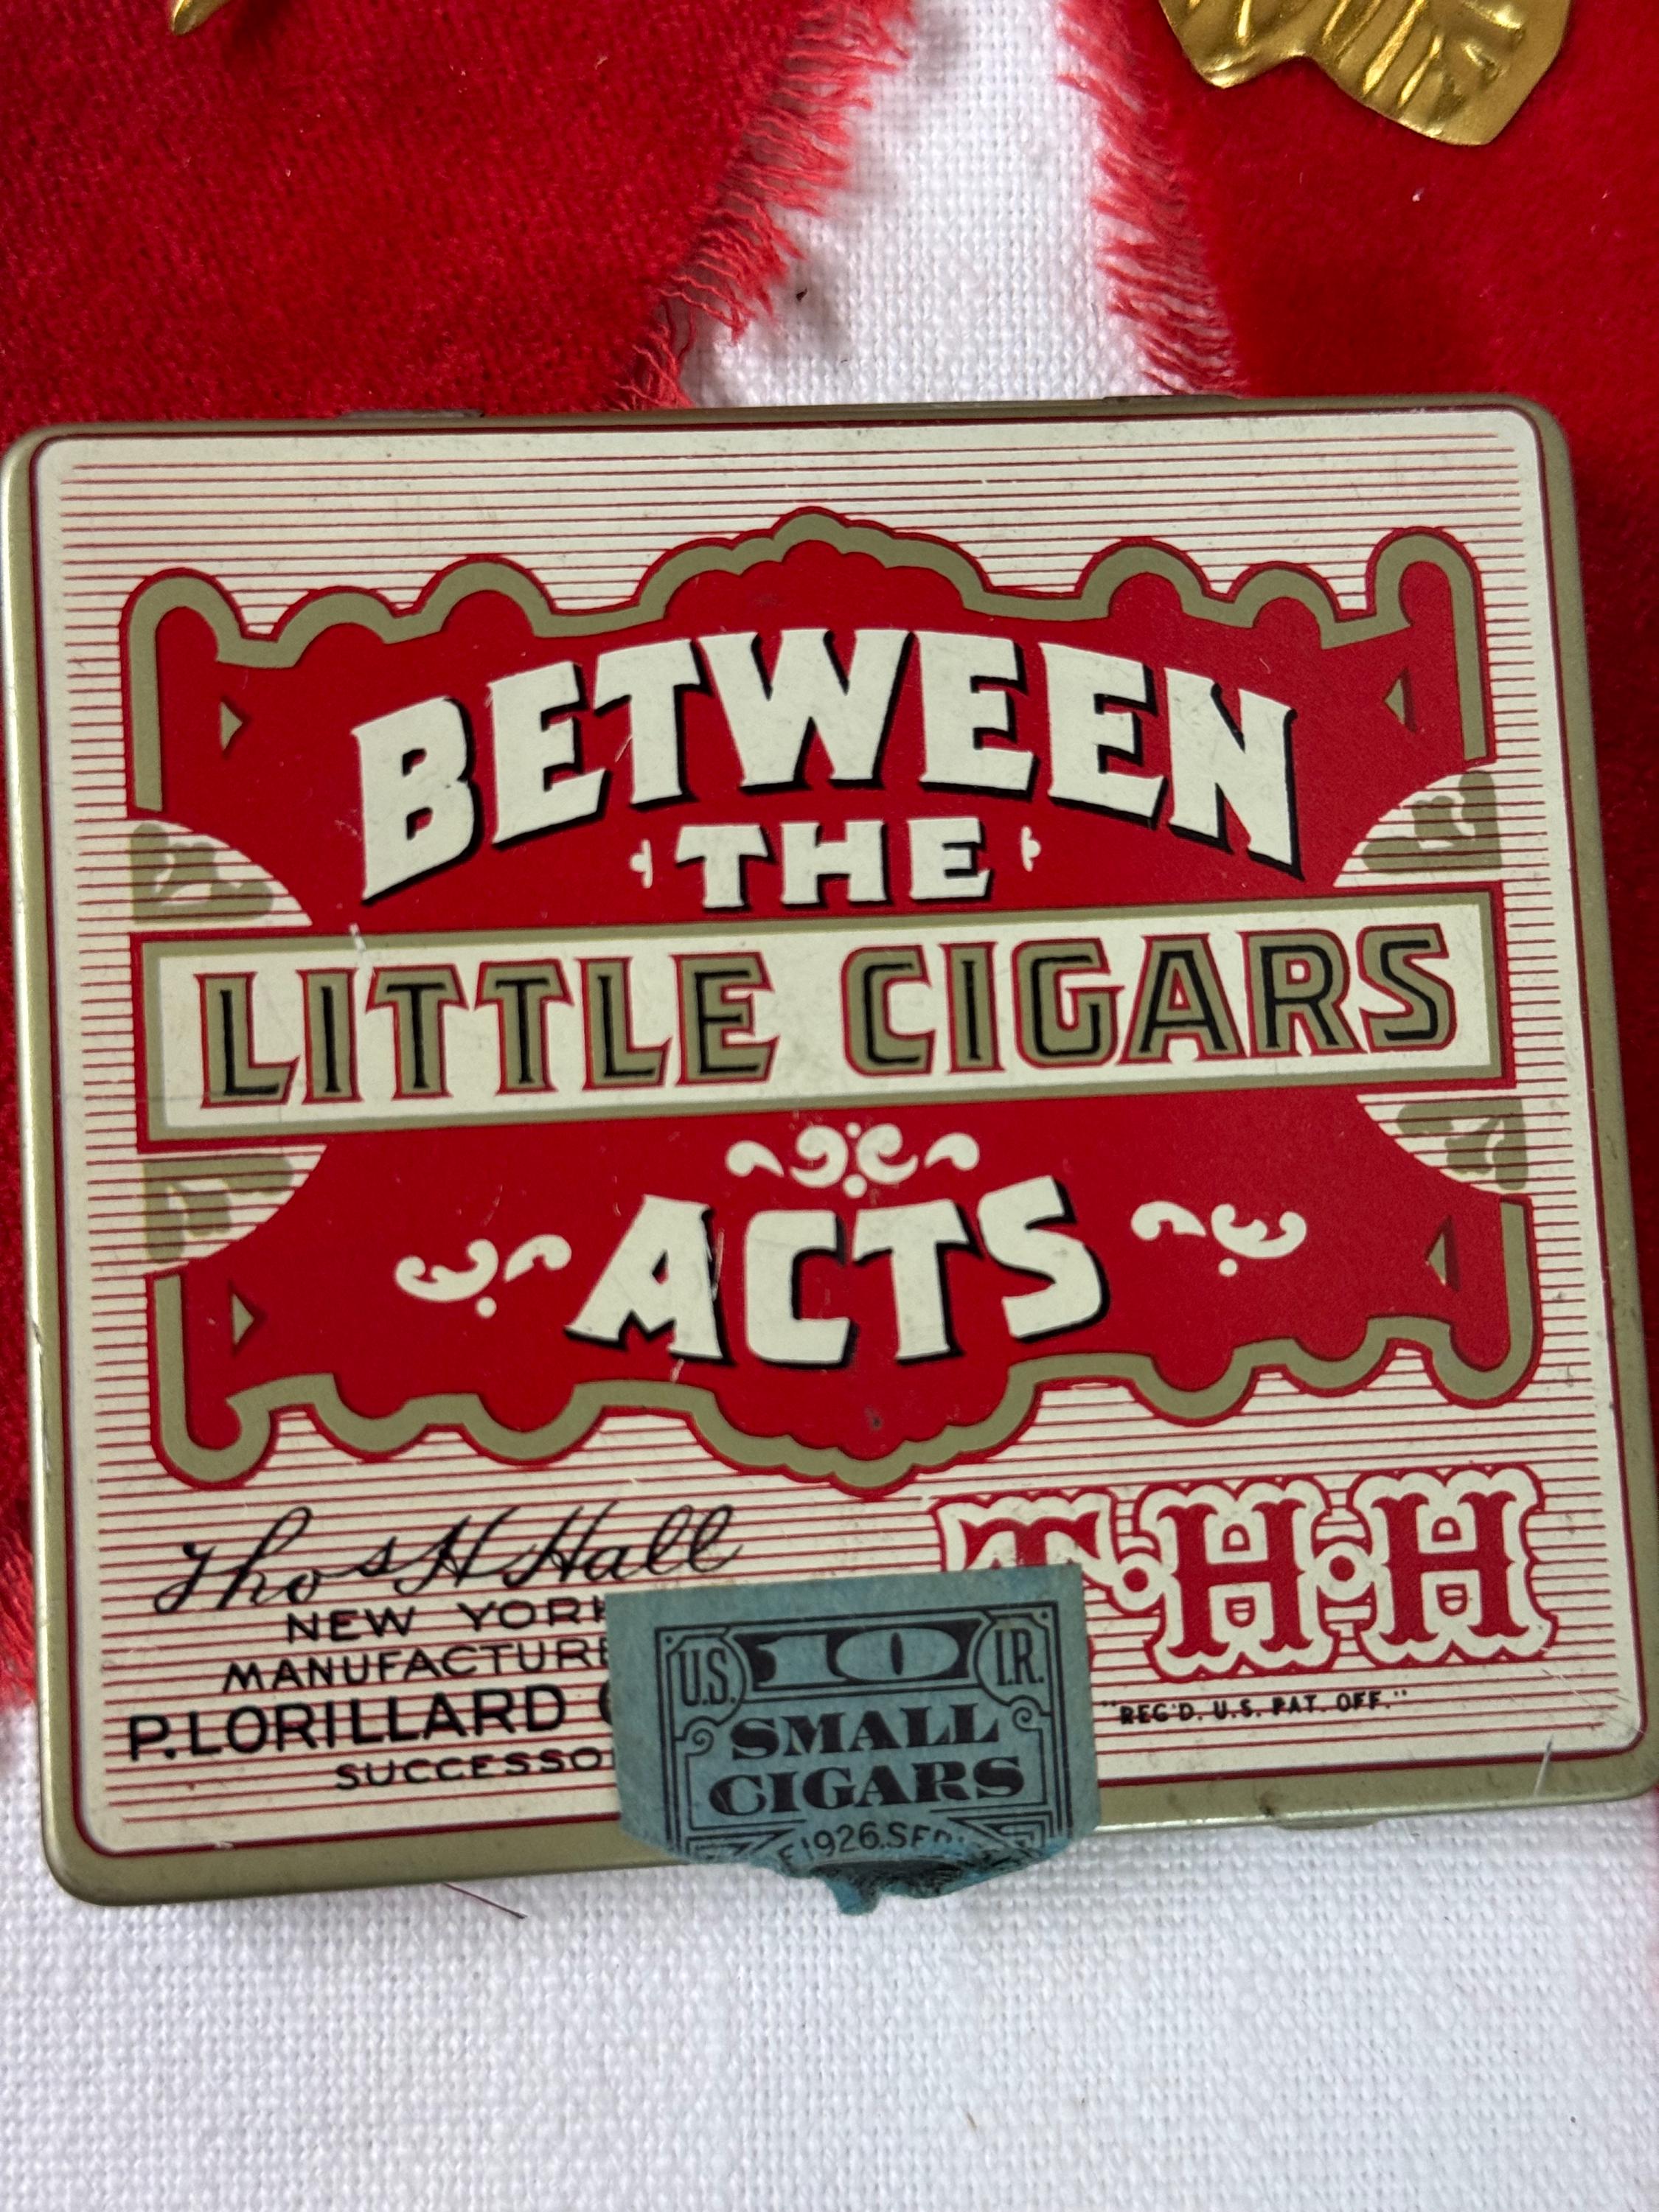 BETWEEN
THE
LITTLE CIGARS
ACTS
Thos H Hall
NEW YORK
MANUFACTURE
P. LORILLARD
SUCCESSO
T·H·H
"REG'D. U.S. PAT. OFF."
U.S. 10 I.R.
SMALL
CIGARS
1926